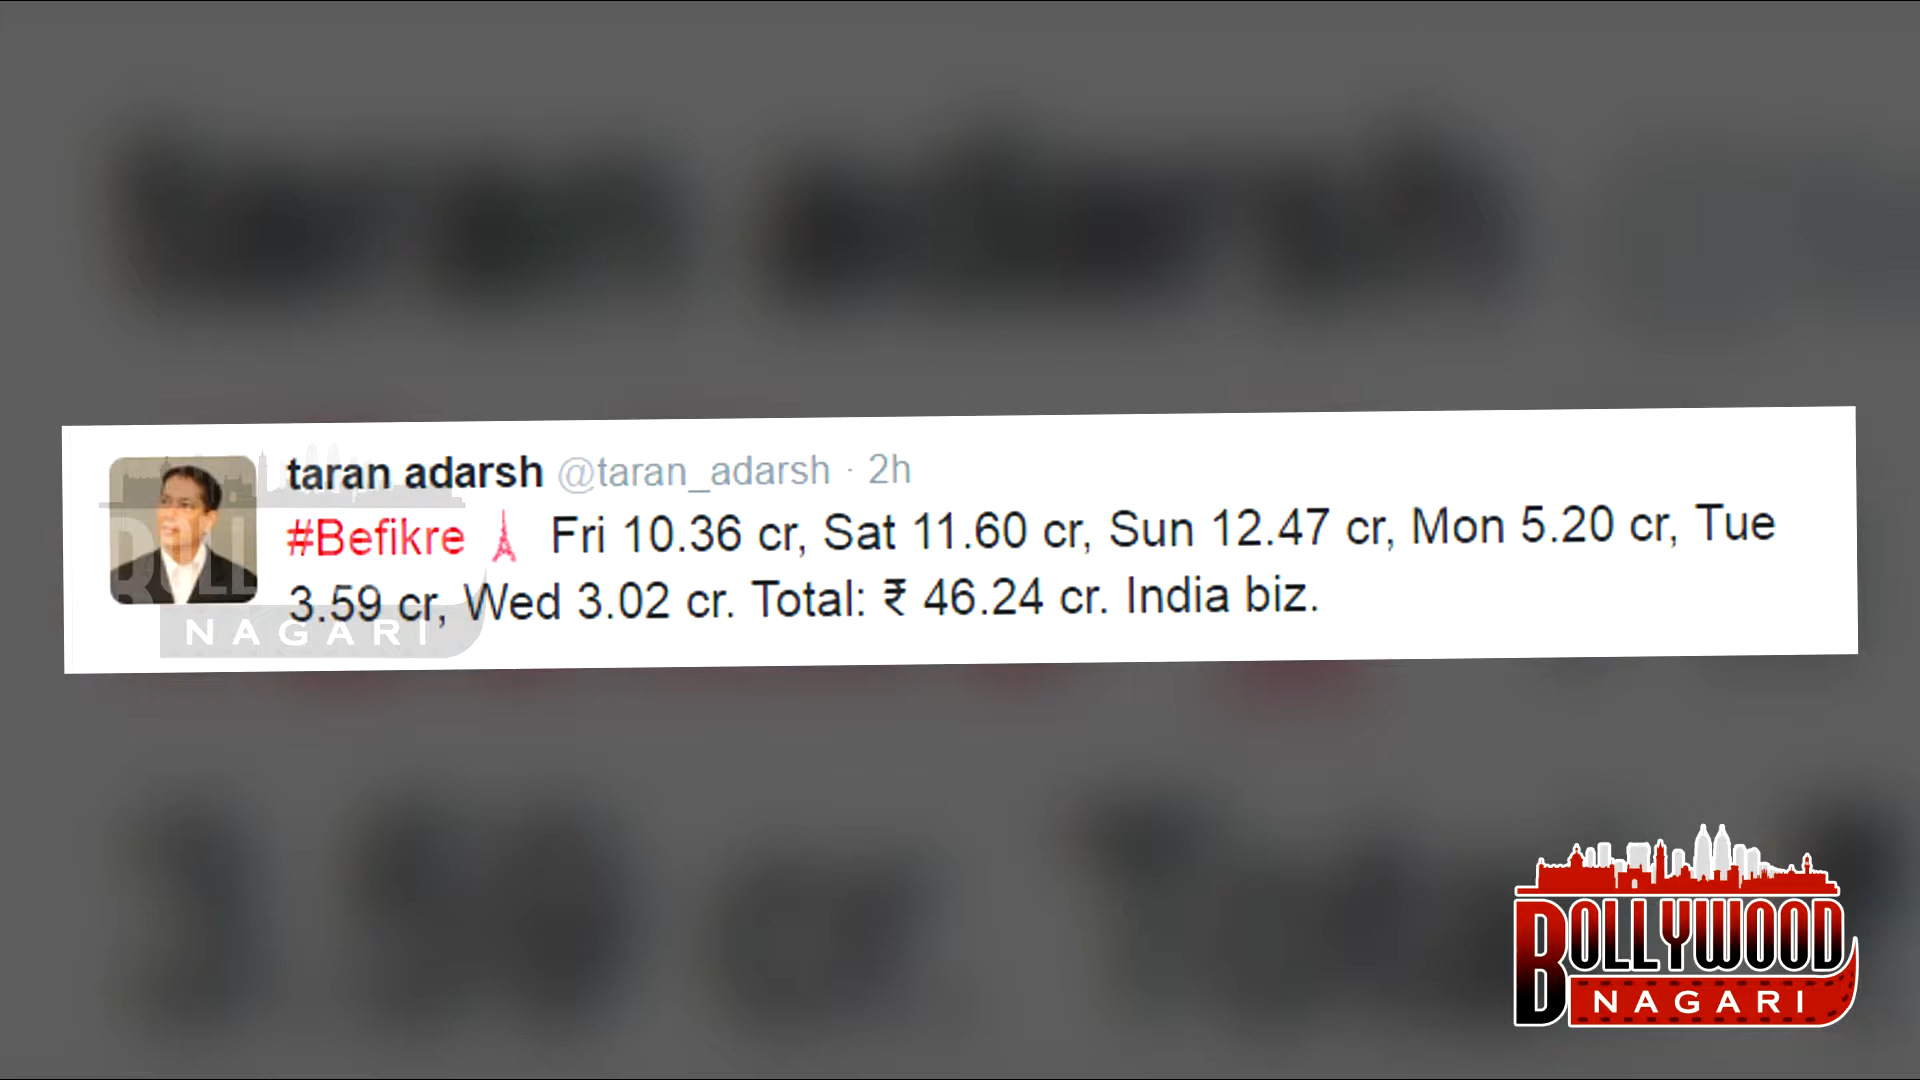 taran adarsh @taran_adarsh · 2h
#Befikre Fri 10.36 cr, Sat 11.60 cr, Sun 12.47 cr, Mon 5.20 cr, Tue
3.59 cr, Wed 3.02 cr. Total: ₹ 46.24 cr. India biz.
NAGARI
BOLLYWOOD
NAGARI